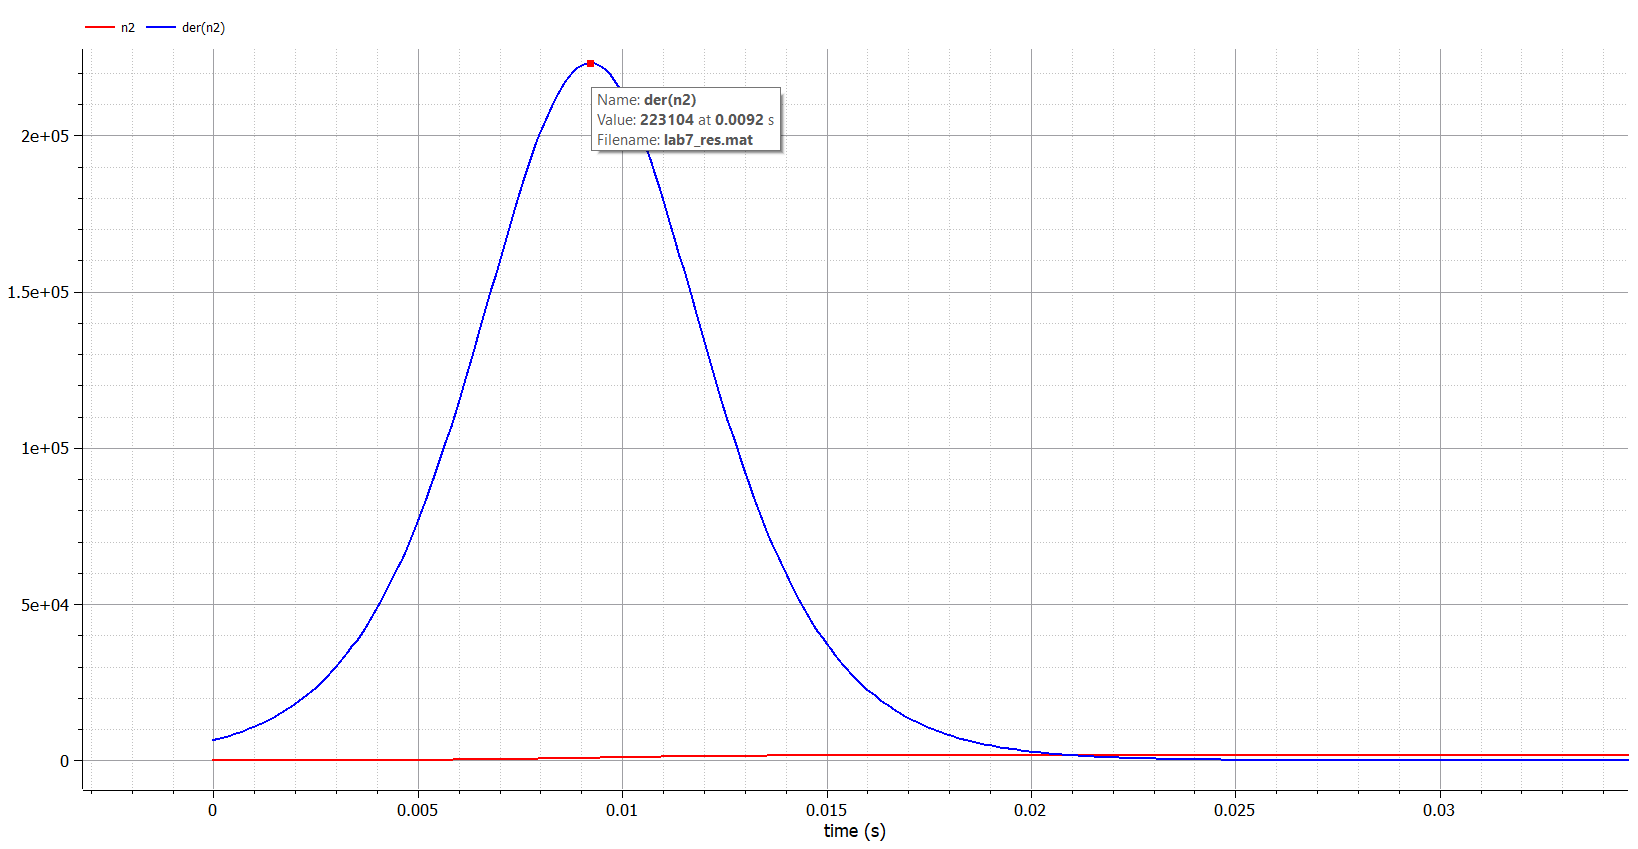 n2 der(n2)
Name: der(n2)
Value: 223104 at 0.0092 s
Filename: lab7_res.mat
2e+05
1.5e+05
1e+05
5e+04
0
0 0.005 0.01 0.015 0.02 0.025 0.03
time (s)